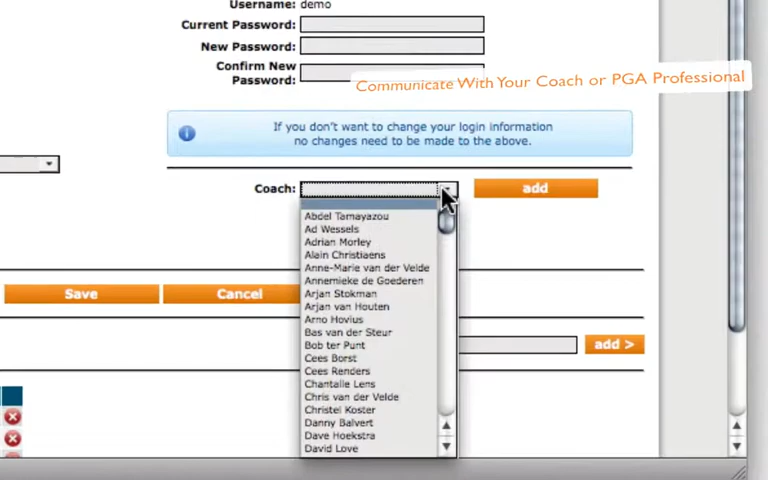 Username: demo
Current Password:
New Password:
Confirm New
Password:
Communicate With Your Coach or PGA Professional
If you don't want to change your login information
no changes need to be made to the above.
Coach:
add
Abdel Tamayazou
Ad Wessels
Adrian Morley
Alain Christiaens
Anne-Marie van der Velde
Annemieke de Goederen
Arjan Stokman
Arjan van Houten
Arno Hovius
Bas van der Steur
Bob ter Punt
Cees Borst
Cees Renders
Chantalle Lens
Chris van der Velde
Christel Koster
Danny Balvert
Dave Hoekstra
David Love
Save
Cancel
add >